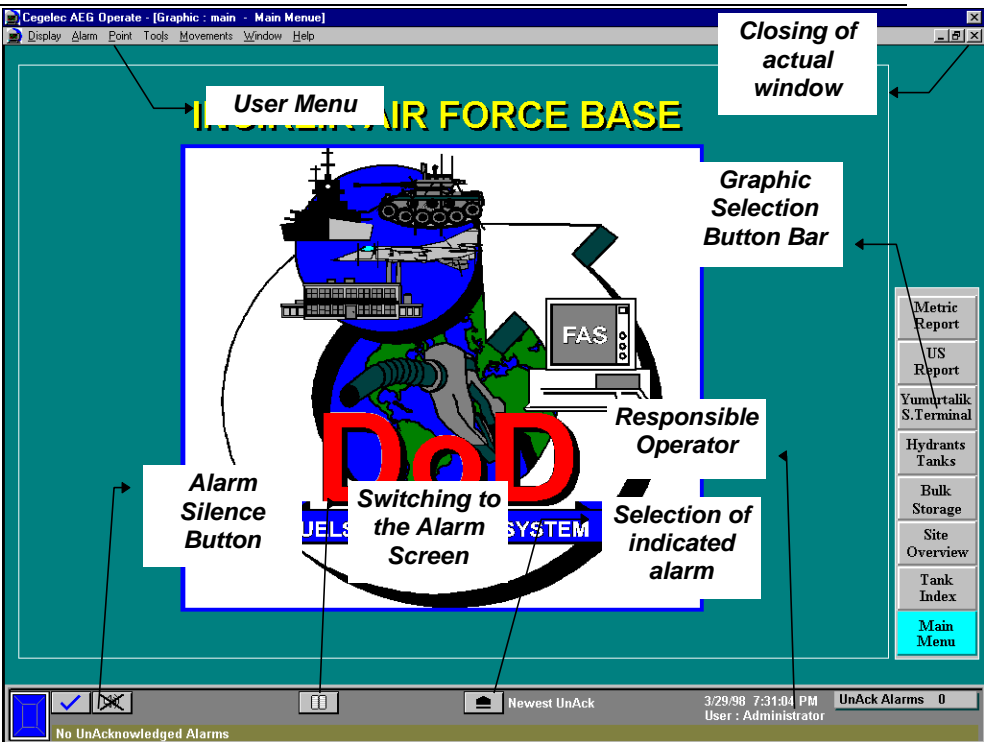 Cegelec AEG Operate - [Graphic : main - Main Menue]
Display Alarm Point Tools Movements Window Help
Closing of
actual
window
User Menu
AIR FORCE BASE
Graphic
Selection
Button Bar
FAS
Metric
Report
US
Report
Yumurtalik
S.Terminal
Hydrants
Tanks
Bulk
Storage
Site
Overview
Tank
Index
Main
Menu
Responsible
Operator
DoD
Alarm
Silence
Button
Switching to
the Alarm
Screen
SYSTEM
Selection of
indicated
alarm
Newest UnAck
3/29/98 7:31:04 PM
User : Administrator
UnAck Alarms 0
No UnAcknowledged Alarms